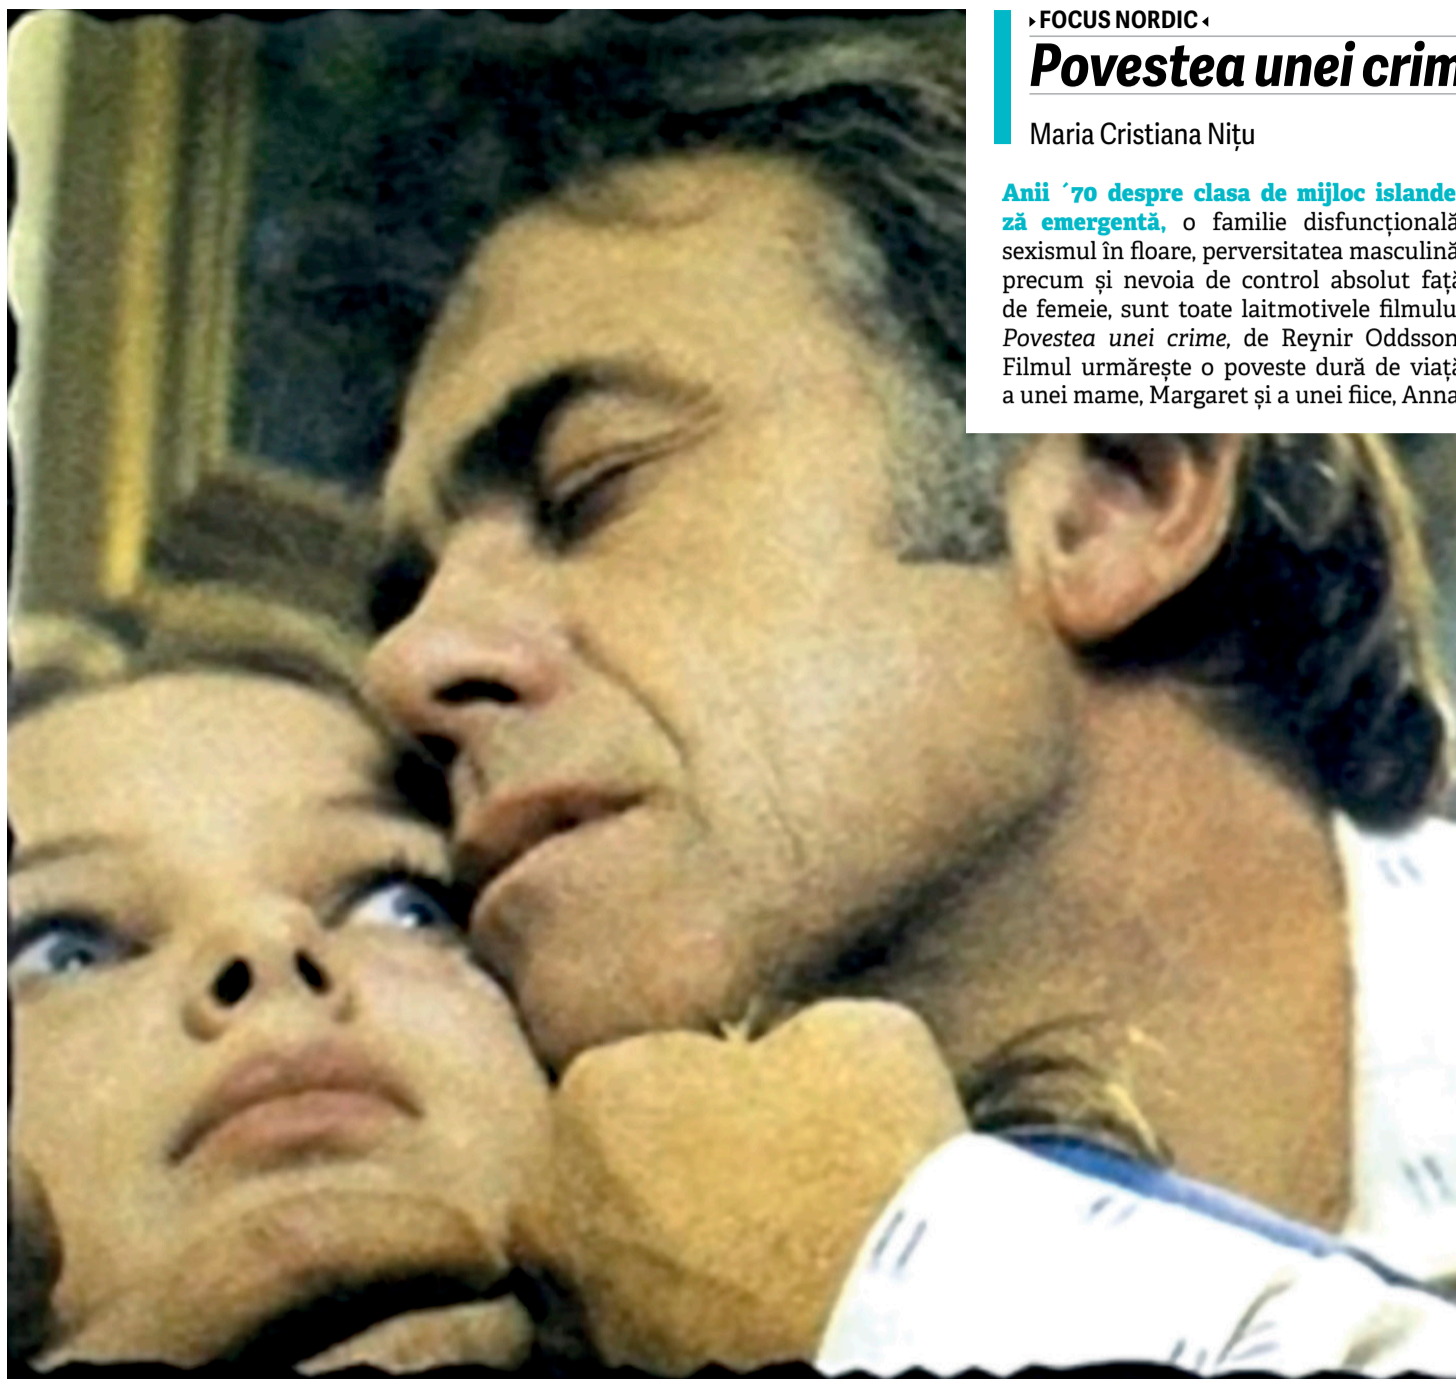 FOCUS NORDIC
Povestea unei crim
Maria Cristiana Nițu
Anii ´70 despre clasa de mijloc islande
ză emergentă, o familie disfuncțională
sexismul în floare, perversitatea masculină
precum și nevoia de control absolut față
de femeie, sunt toate laitmotivele filmulu
Povestea unei crime, de Reynir Oddsson
Filmul urmărește o poveste dură de viață
a unei mame, Margaret și a unei fiice, Anna